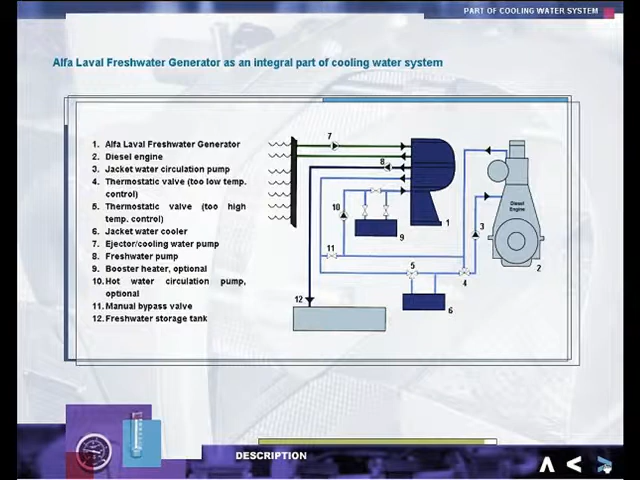 PART OF COOLING WATER SYSTEM
Alfa Laval Freshwater Generator as an integral part of cooling water system
1. Alfa Laval Freshwater Generator
2. Diesel engine
3. Jacket water circulation pump
4. Thermostatic valve (too low temp.
control)
5. Thermostatic valve (too high
temp. control)
6. Jacket water cooler
7. Ejector/cooling water pump
8. Freshwater pump
9. Booster heater, optional
10. Hot water circulation pump,
optional
11. Manual bypass valve
12. Freshwater storage tank
7
8
10
9
1
Diesel
Engine
3
2
11
5
4
12
6
DESCRIPTION